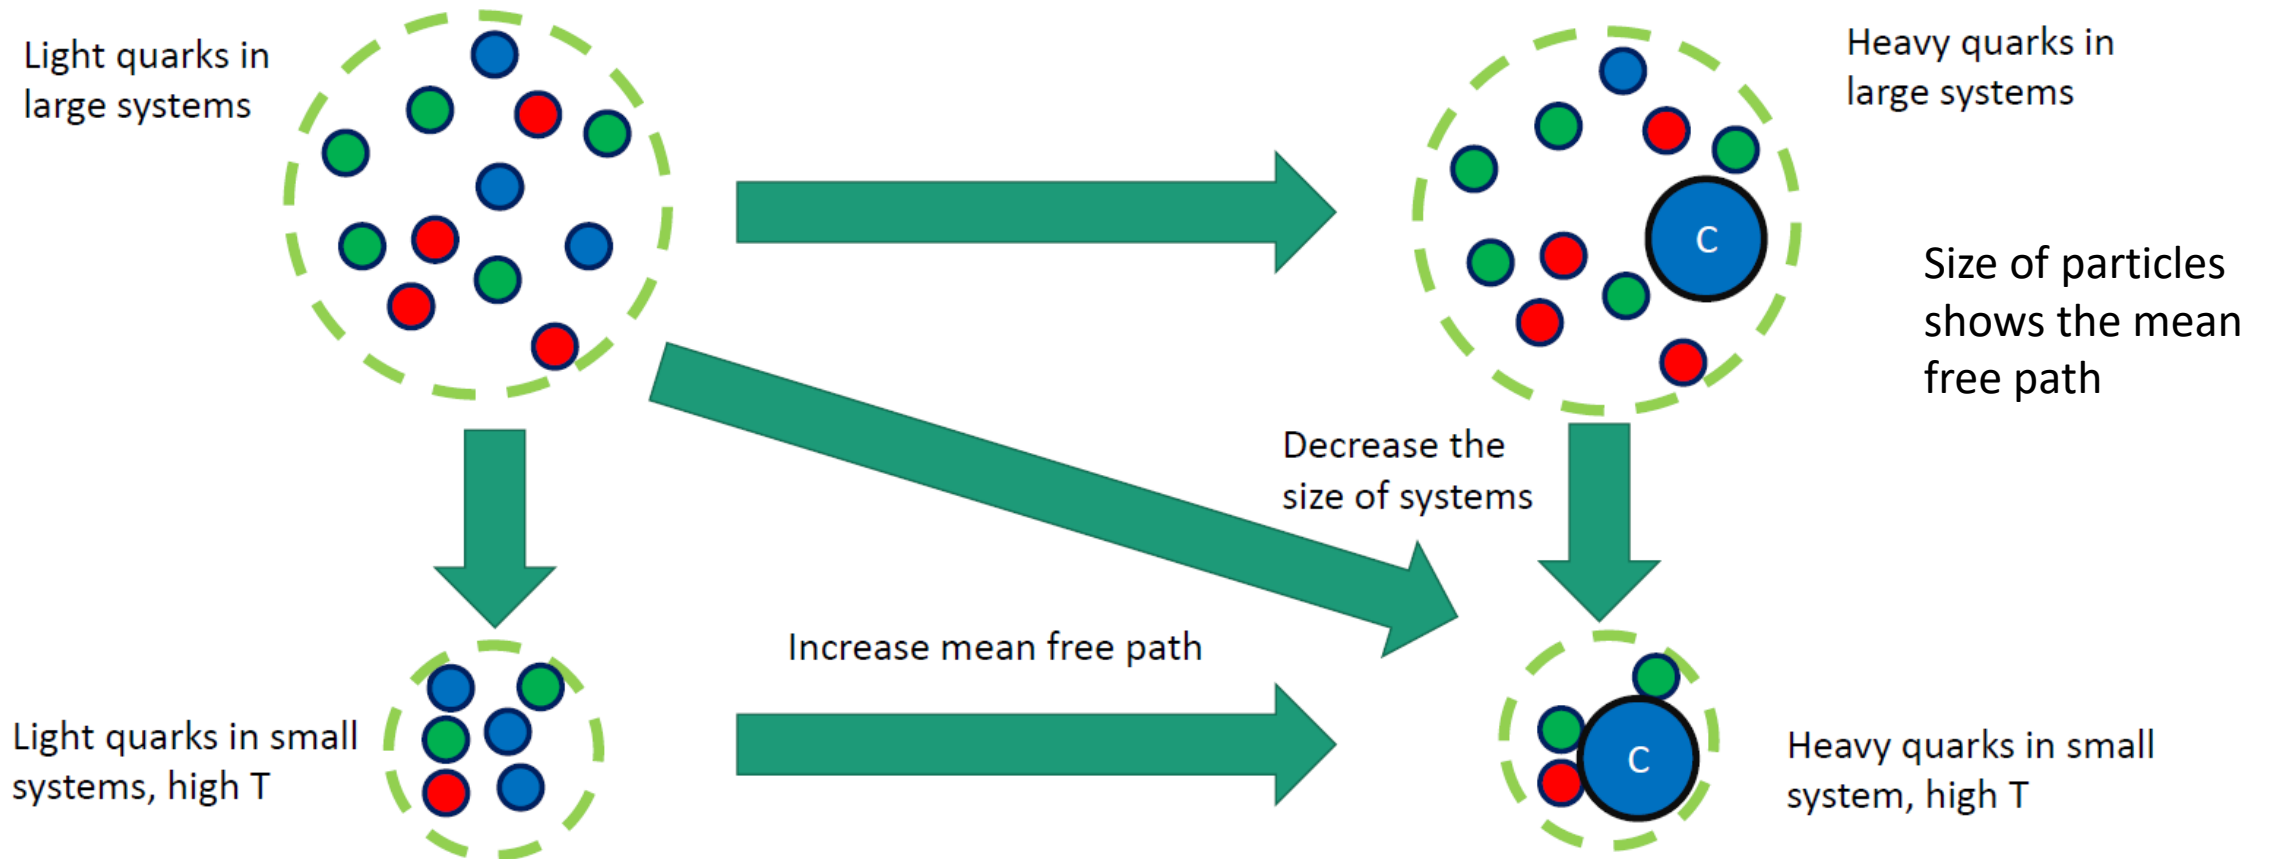 Light quarks in
large systems
Heavy quarks in
large systems
C
Size of particles
shows the mean
free path
Decrease the
size of systems
Increase mean free path
Light quarks in small
systems, high T
C
Heavy quarks in small
system, high T